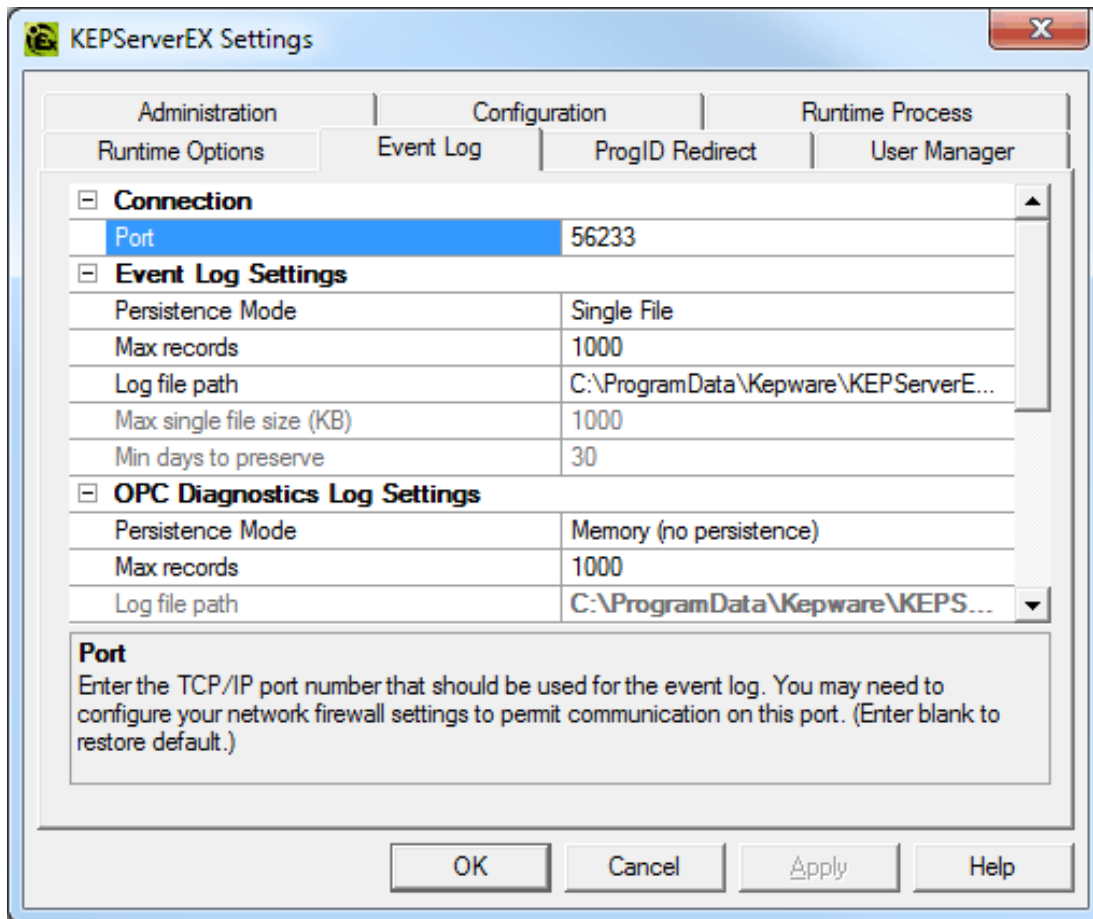 KEPServerEX Settings
Administration Configuration Runtime Process
Runtime Options Event Log ProgID Redirect User Manager
Connection
Port 56233
Event Log Settings
Persistence Mode Single File
Max records 1000
Log file path C:\ProgramData\Kepware\KEPServerE...
Max single file size (KB) 1000
Min days to preserve 30
OPC Diagnostics Log Settings
Persistence Mode Memory (no persistence)
Max records 1000
Log file path C:\ProgramData\Kepware\KEPS...
Port
Enter the TCP/IP port number that should be used for the event log. You may need to
configure your network firewall settings to permit communication on this port. (Enter blank to
restore default.)
OK Cancel Apply Help